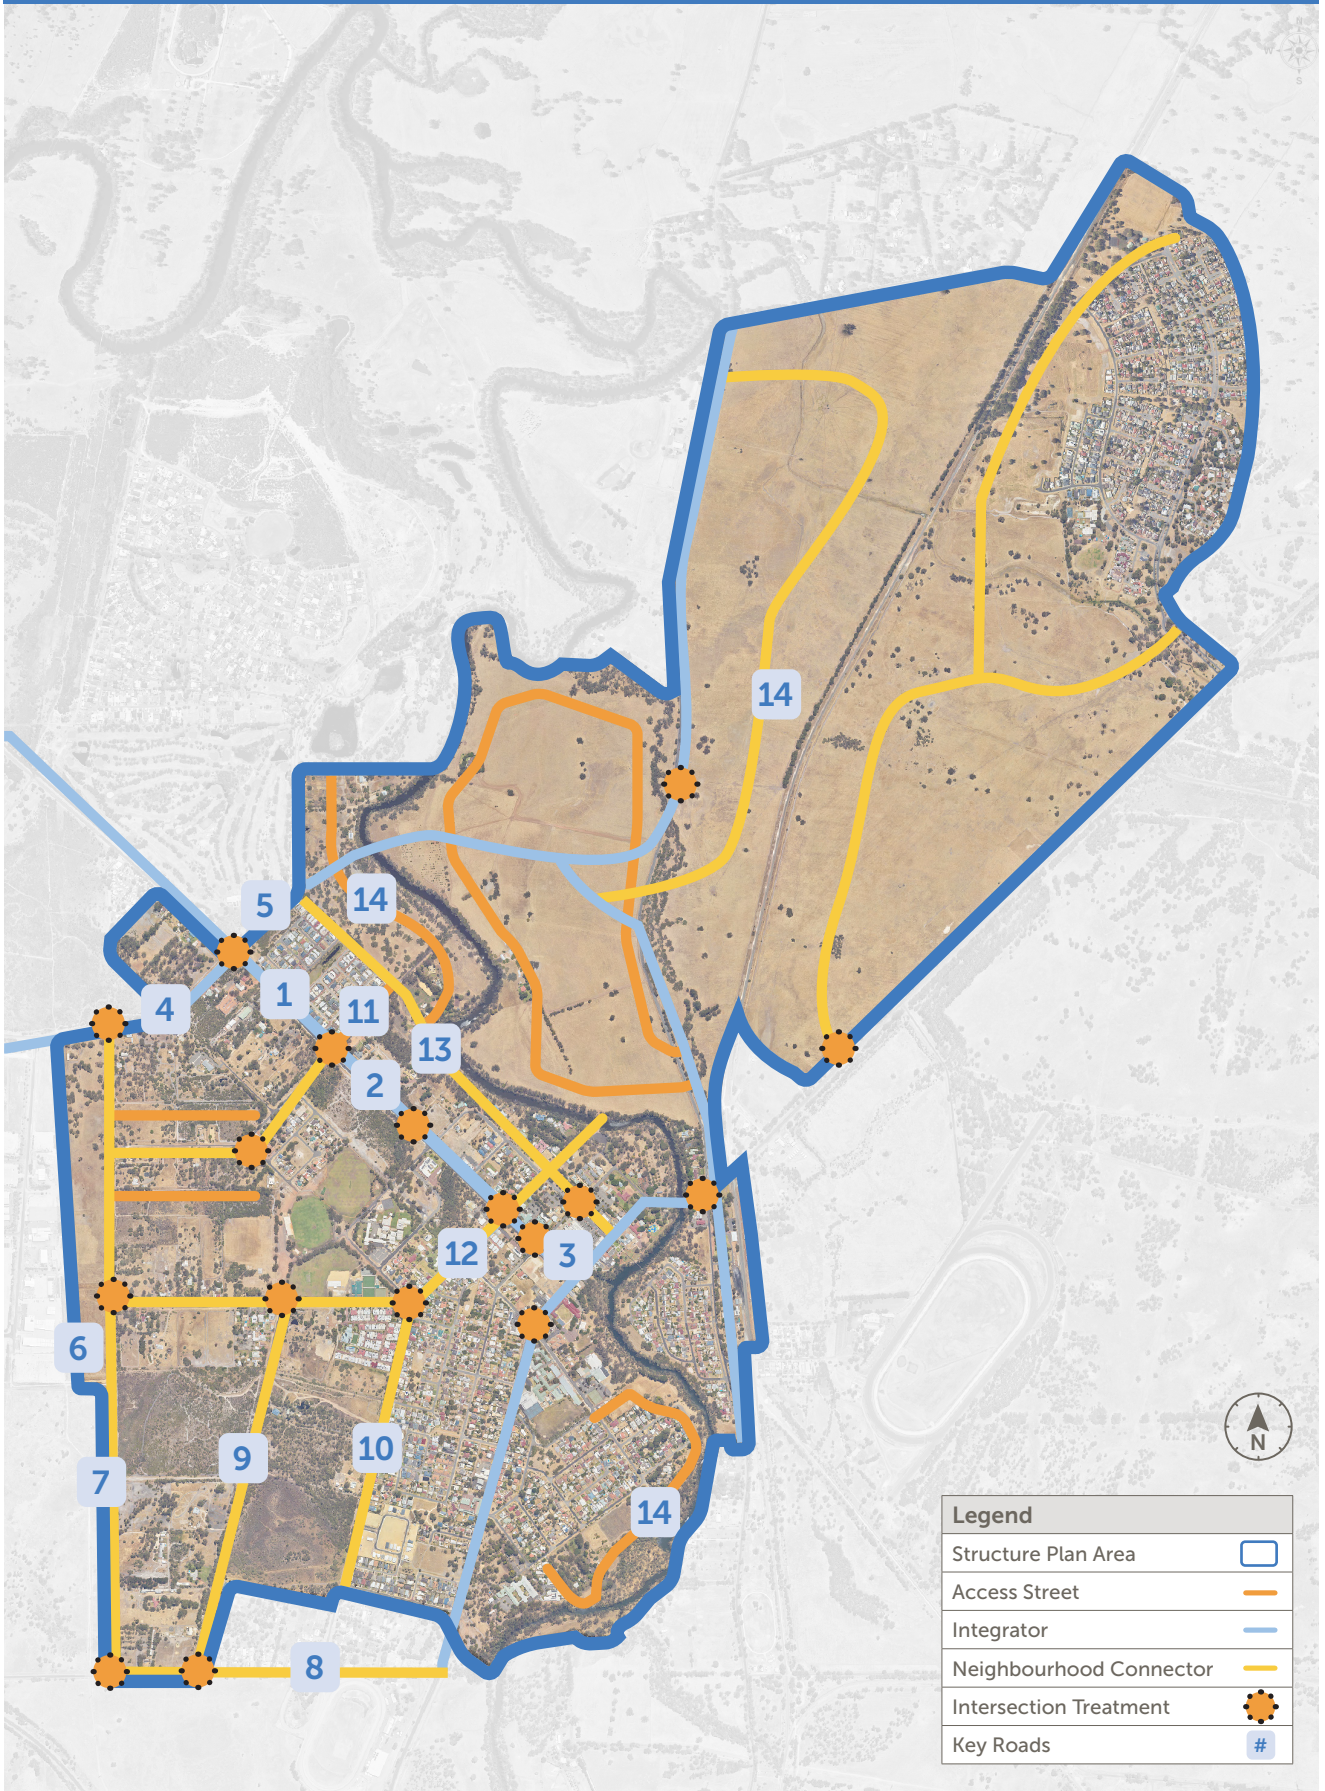 N
W
S
14
14
5
1
4
11
13
2
12
3
6
10
9
7
14
8
N
Legend
Structure Plan Area
Access Street
Integrator
Neighbourhood Connector
Intersection Treatment
Key Roads #